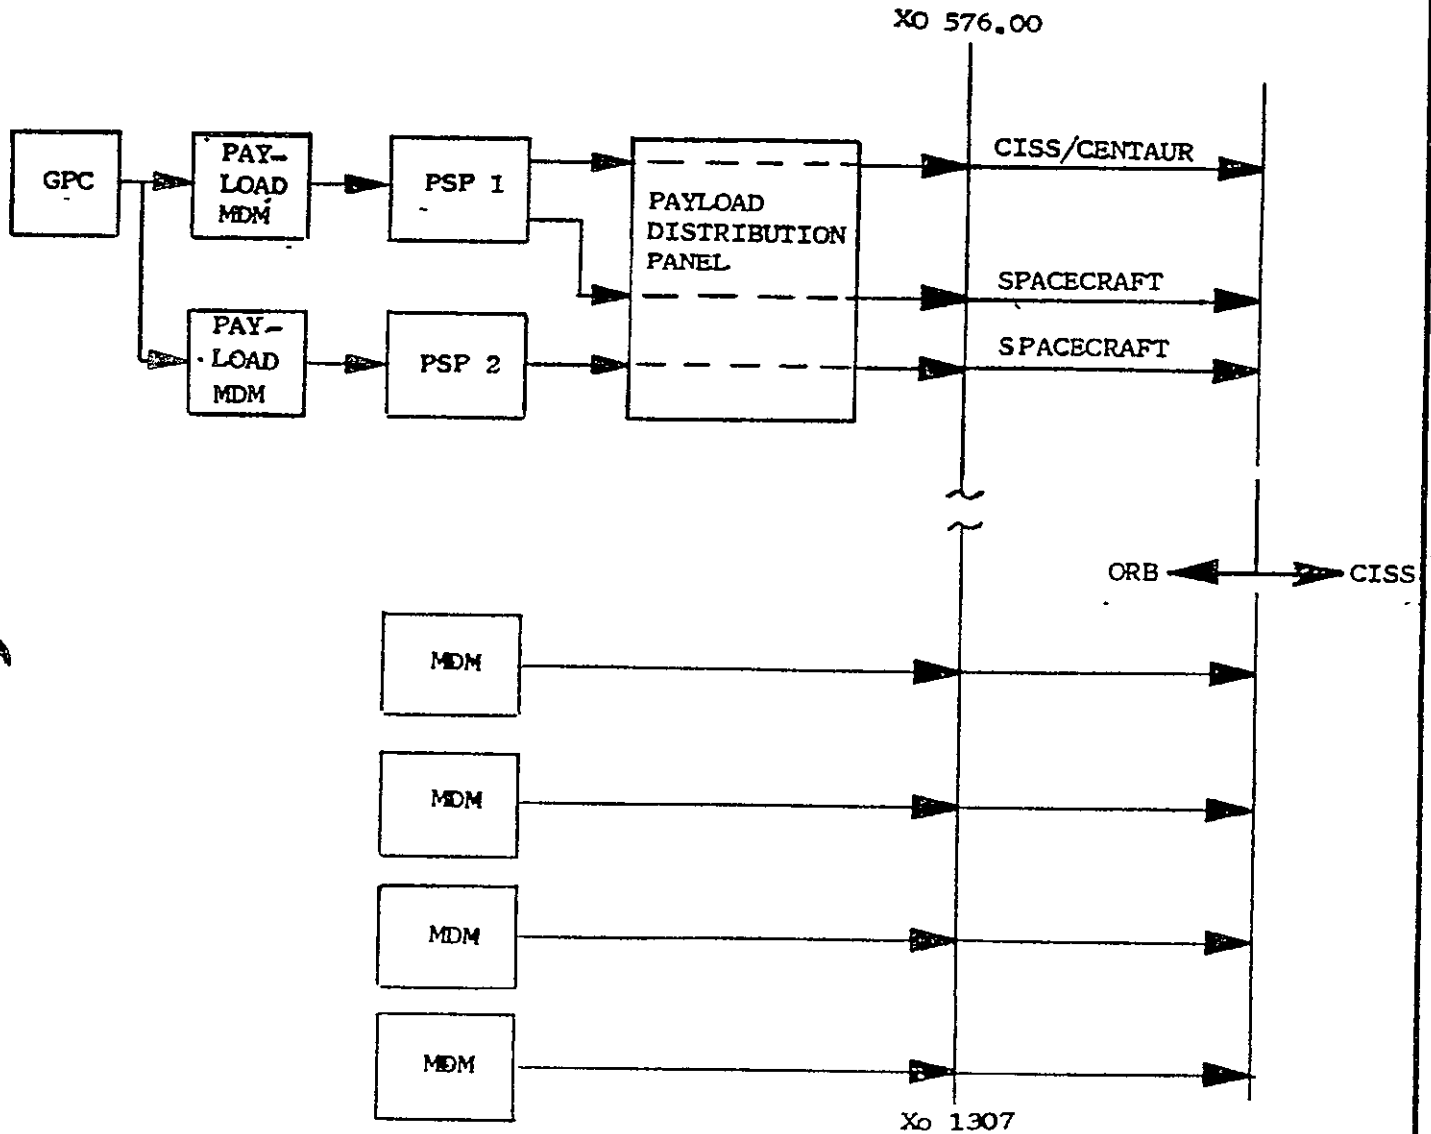 XO 576.00
CISS/CENTAUR
GPC
PAY-
LOAD
MDM
PSP 1
PAYLOAD
DISTRIBUTION
PANEL
SPACECRAFT
PAY-
LOAD
MDM
PSP 2
SPACECRAFT
ORB
CISS
MDM
MDM
MDM
MDM
Xo 1307